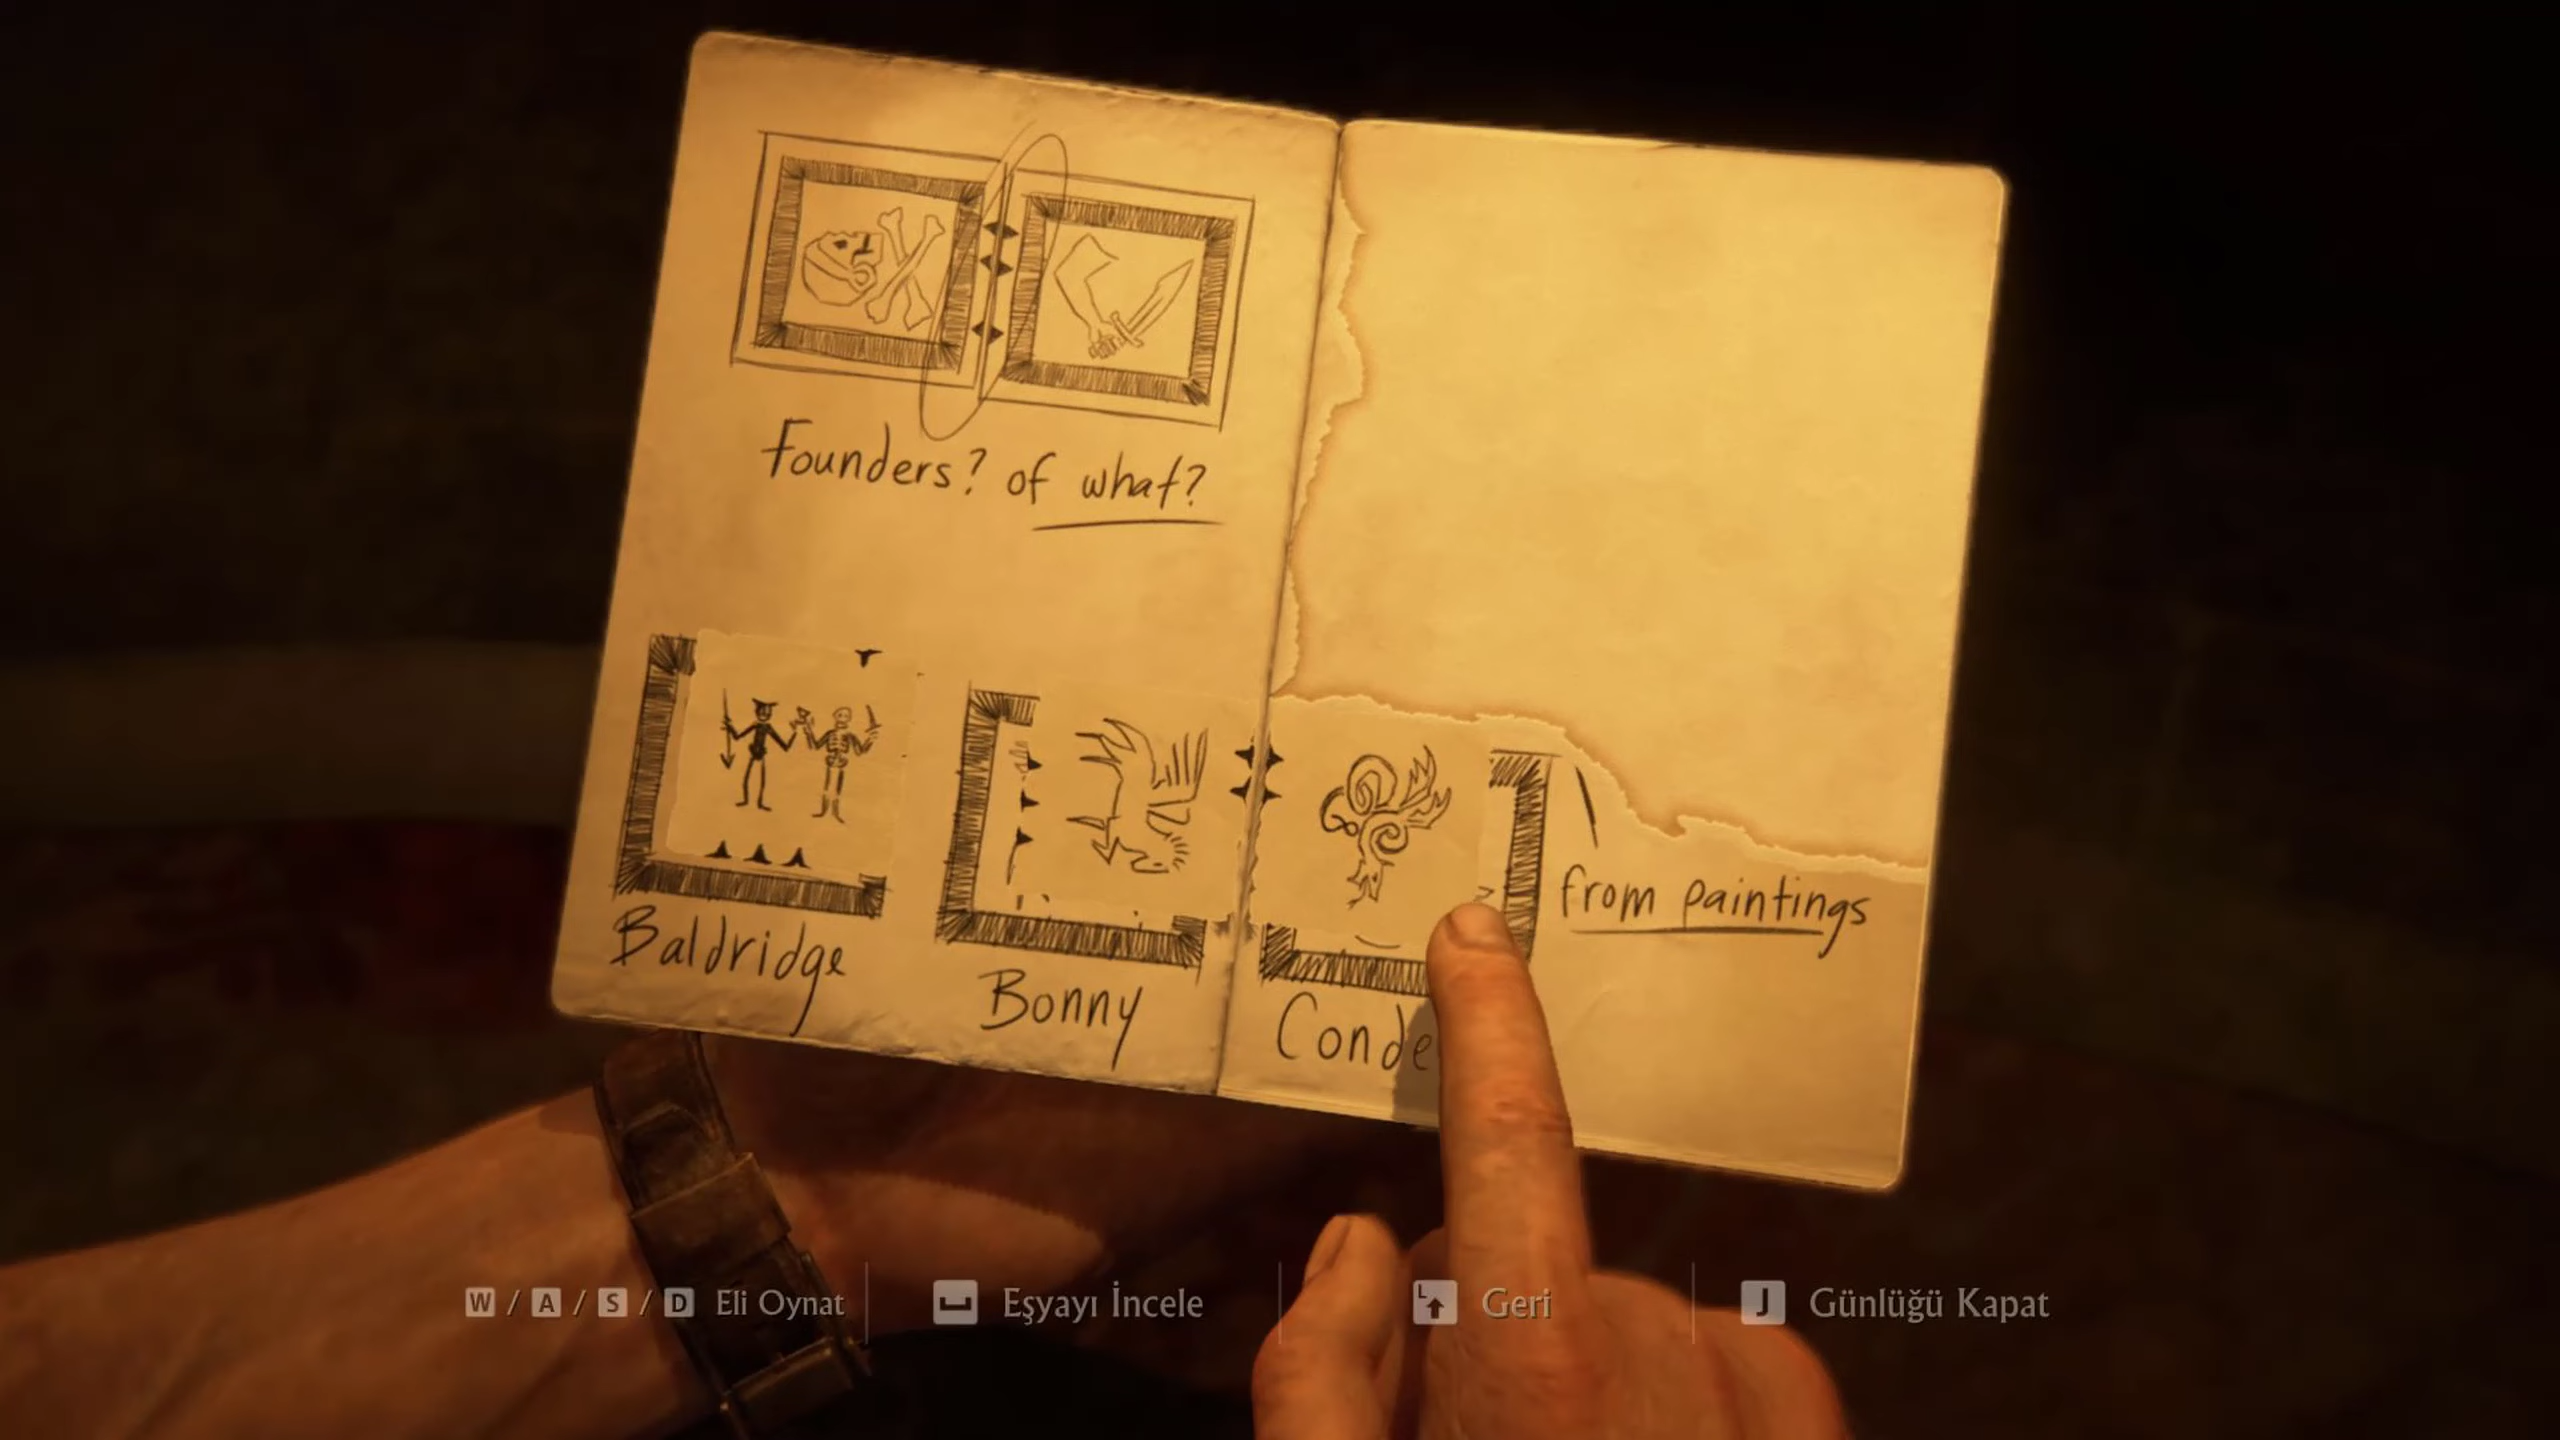 Founders? of what?
Baldridge
Bonny
Conde
from paintings
W / A / S / D Eli Oynat
Eşyayı İncele
L Geri
J Günlüğü Kapat